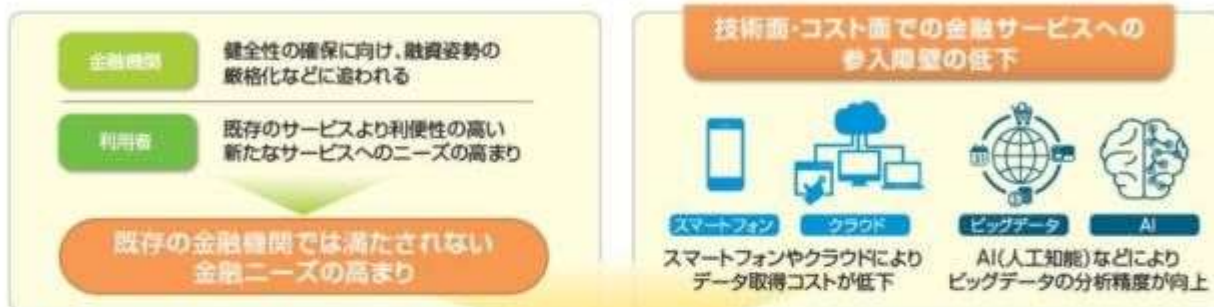 金融機関
健全性の確保に向け、融資姿勢の
厳格化などに追われる
利用者
既存のサービスより利便性の高い
新たなサービスへのニーズの高まり
既存の金融機関では満たされない
金融ニーズの高まり
技術面・コスト面での金融サービスへの
参入障壁の低下
スマートフォン
クラウド
ビッグデータ
AI
スマートフォンやクラウドにより
データ取得コストが低下
AI(人工知能)などにより
ビッグデータの分析精度が向上